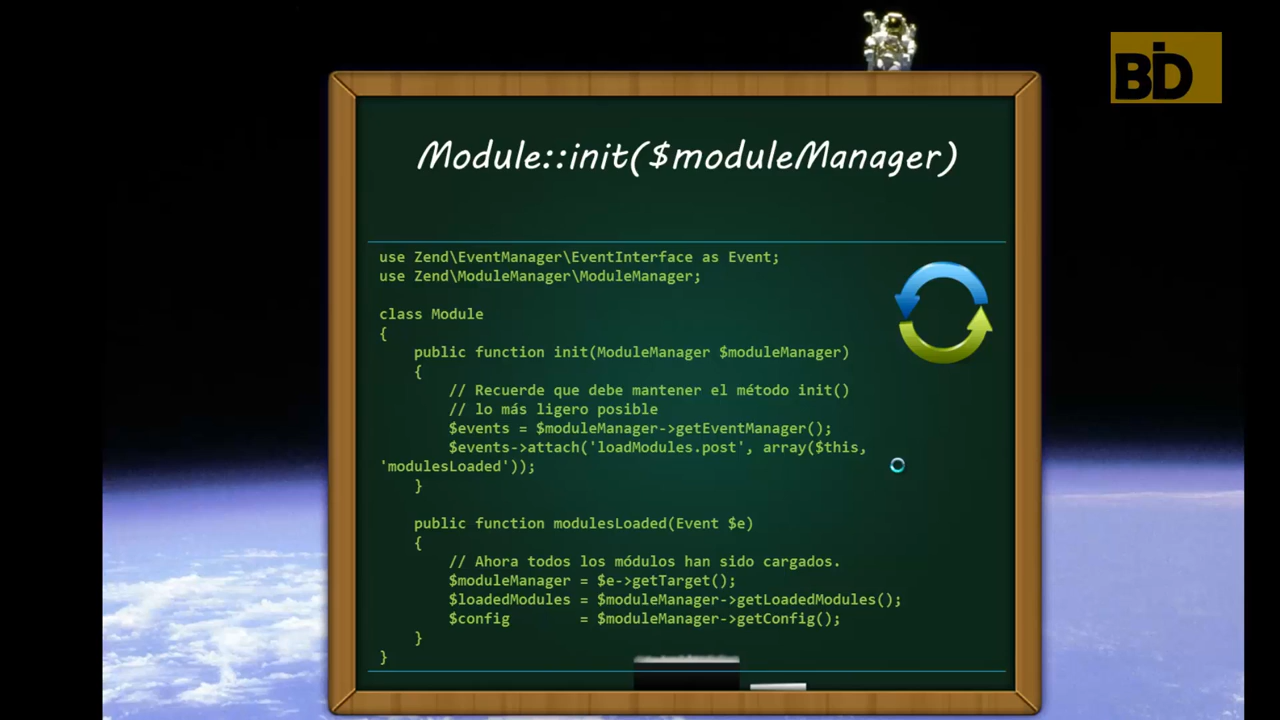 BID
Module::init($moduleManager)
use Zend\EventManager\EventInterface as Event;
use Zend\ModuleManager\ModuleManager;
class Module
{
    public function init(ModuleManager $moduleManager)
    {
        // Recuerde que debe mantener el método init()
        // lo más ligero posible
        $events = $moduleManager->getEventManager();
        $events->attach('loadModules.post', array($this,
'modulesLoaded'));
    }
    public function modulesLoaded(Event $e)
    {
        // Ahora todos los módulos han sido cargados.
        $moduleManager = $e->getTarget();
        $loadedModules = $moduleManager->getLoadedModules();
        $config        = $moduleManager->getConfig();
    }
}